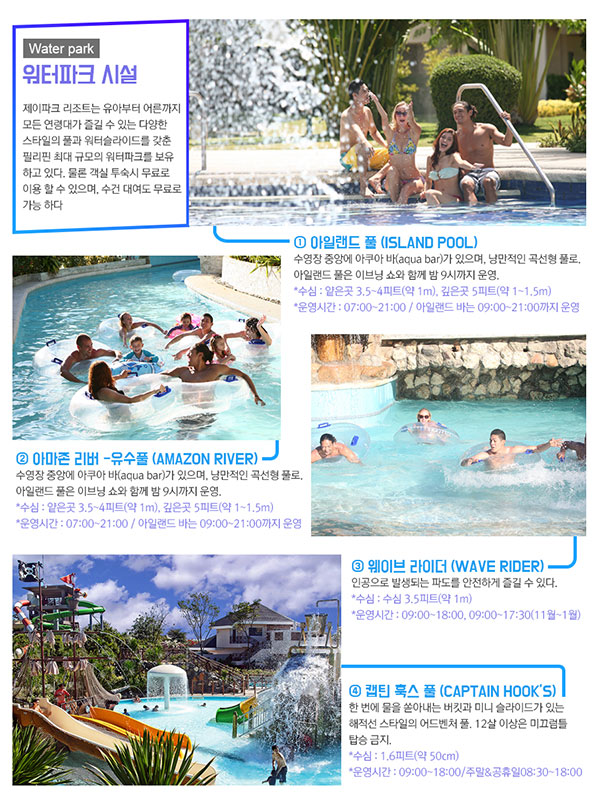 Water park
워터파크 시설
제이파크 리조트는 유아부터 어른까지
모든 연령대가 즐길 수 있는 다양한
스타일의 풀과 워터슬라이드를 갖춘
필리핀 최대 규모의 워터파크를 보유
하고 있다. 물론 객실 투숙시 무료로
이용 할 수 있으며, 수건 대여도 무료로
가능 하다
① 아일랜드 풀 (ISLAND POOL)
수영장 중앙에 아쿠아 바(aqua bar)가 있으며, 낭만적인 곡선형 풀로.
아일랜드 풀은 이브닝 쇼와 함께 밤 9시까지 운영.
*수심 : 얕은곳 3.5~4피트(약 1m), 깊은곳 5피트(약 1~1.5m)
*운영시간 : 07:00~21:00 / 아일랜드 바는 09:00~21:00까지 운영
② 아마존 리버 -유수풀 (AMAZON RIVER)
수영장 중앙에 아쿠아 바(aqua bar)가 있으며, 낭만적인 곡선형 풀로.
아일랜드 풀은 이브닝 쇼와 함께 밤 9시까지 운영.
*수심 : 얕은곳 3.5~4피트(약 1m), 깊은곳 5피트(약 1~1.5m)
*운영시간 : 07:00~21:00 / 아일랜드 바는 09:00~21:00까지 운영
③ 웨이브 라이더 (WAVE RIDER)
인공으로 발생되는 파도를 안전하게 즐길 수 있다.
*수심 : 수심 3.5피트(약 1m)
*운영시간 : 09:00~18:00, 09:00~17:30(11월~1월)
④ 캡틴 훅스 풀 (CAPTAIN HOOK'S)
한 번에 물을 쏟아내는 버킷과 미니 슬라이드가 있는
해적선 스타일의 어드벤처 풀. 12살 이상은 미끄럼틀
탑승 금지.
*수심 : 1.6피트(약 50cm)
*운영시간 : 09:00~18:00/주말&공휴일08:30~18:00